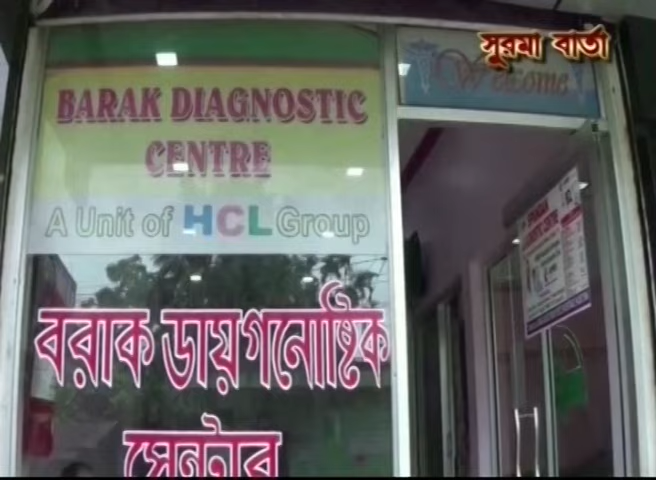 সুরমা বার্তা
Welcome
BARAK DIAGNOSTIC
CENTRE
A Unit of HCL Group
বরাক ডায়গনোষ্টিক
সেন্টার